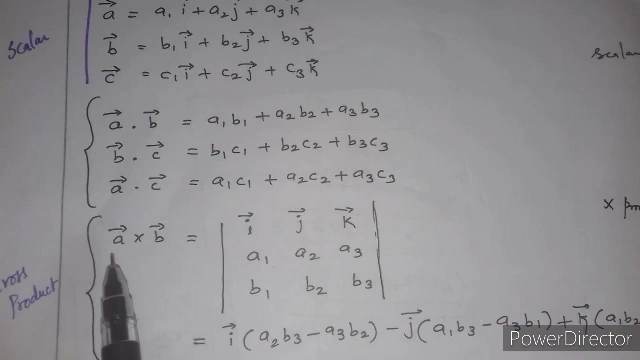 a⃗ = a₁ i⃗ + a₂ j⃗ + a₃ k⃗
scalar
b⃗ = b₁ i⃗ + b₂ j⃗ + b₃ k⃗
scalar
c⃗ = c₁ i⃗ + c₂ j⃗ + c₃ k⃗
a⃗ . b⃗ = a₁b₁ + a₂b₂ + a₃b₃
b⃗ . c⃗ = b₁c₁ + b₂c₂ + b₃c₃
a⃗ . c⃗ = a₁c₁ + a₂c₂ + a₃c₃
a⃗ × b⃗ = | i⃗ j⃗ k⃗ |
a₁ a₂ a₃
b₁ b₂ b₃
Product
= i⃗ (a₂b₃ − a₃b₂) − j⃗ (a₁b₃ − a₃b₁) + k⃗ (a₁b₂
PowerDirector